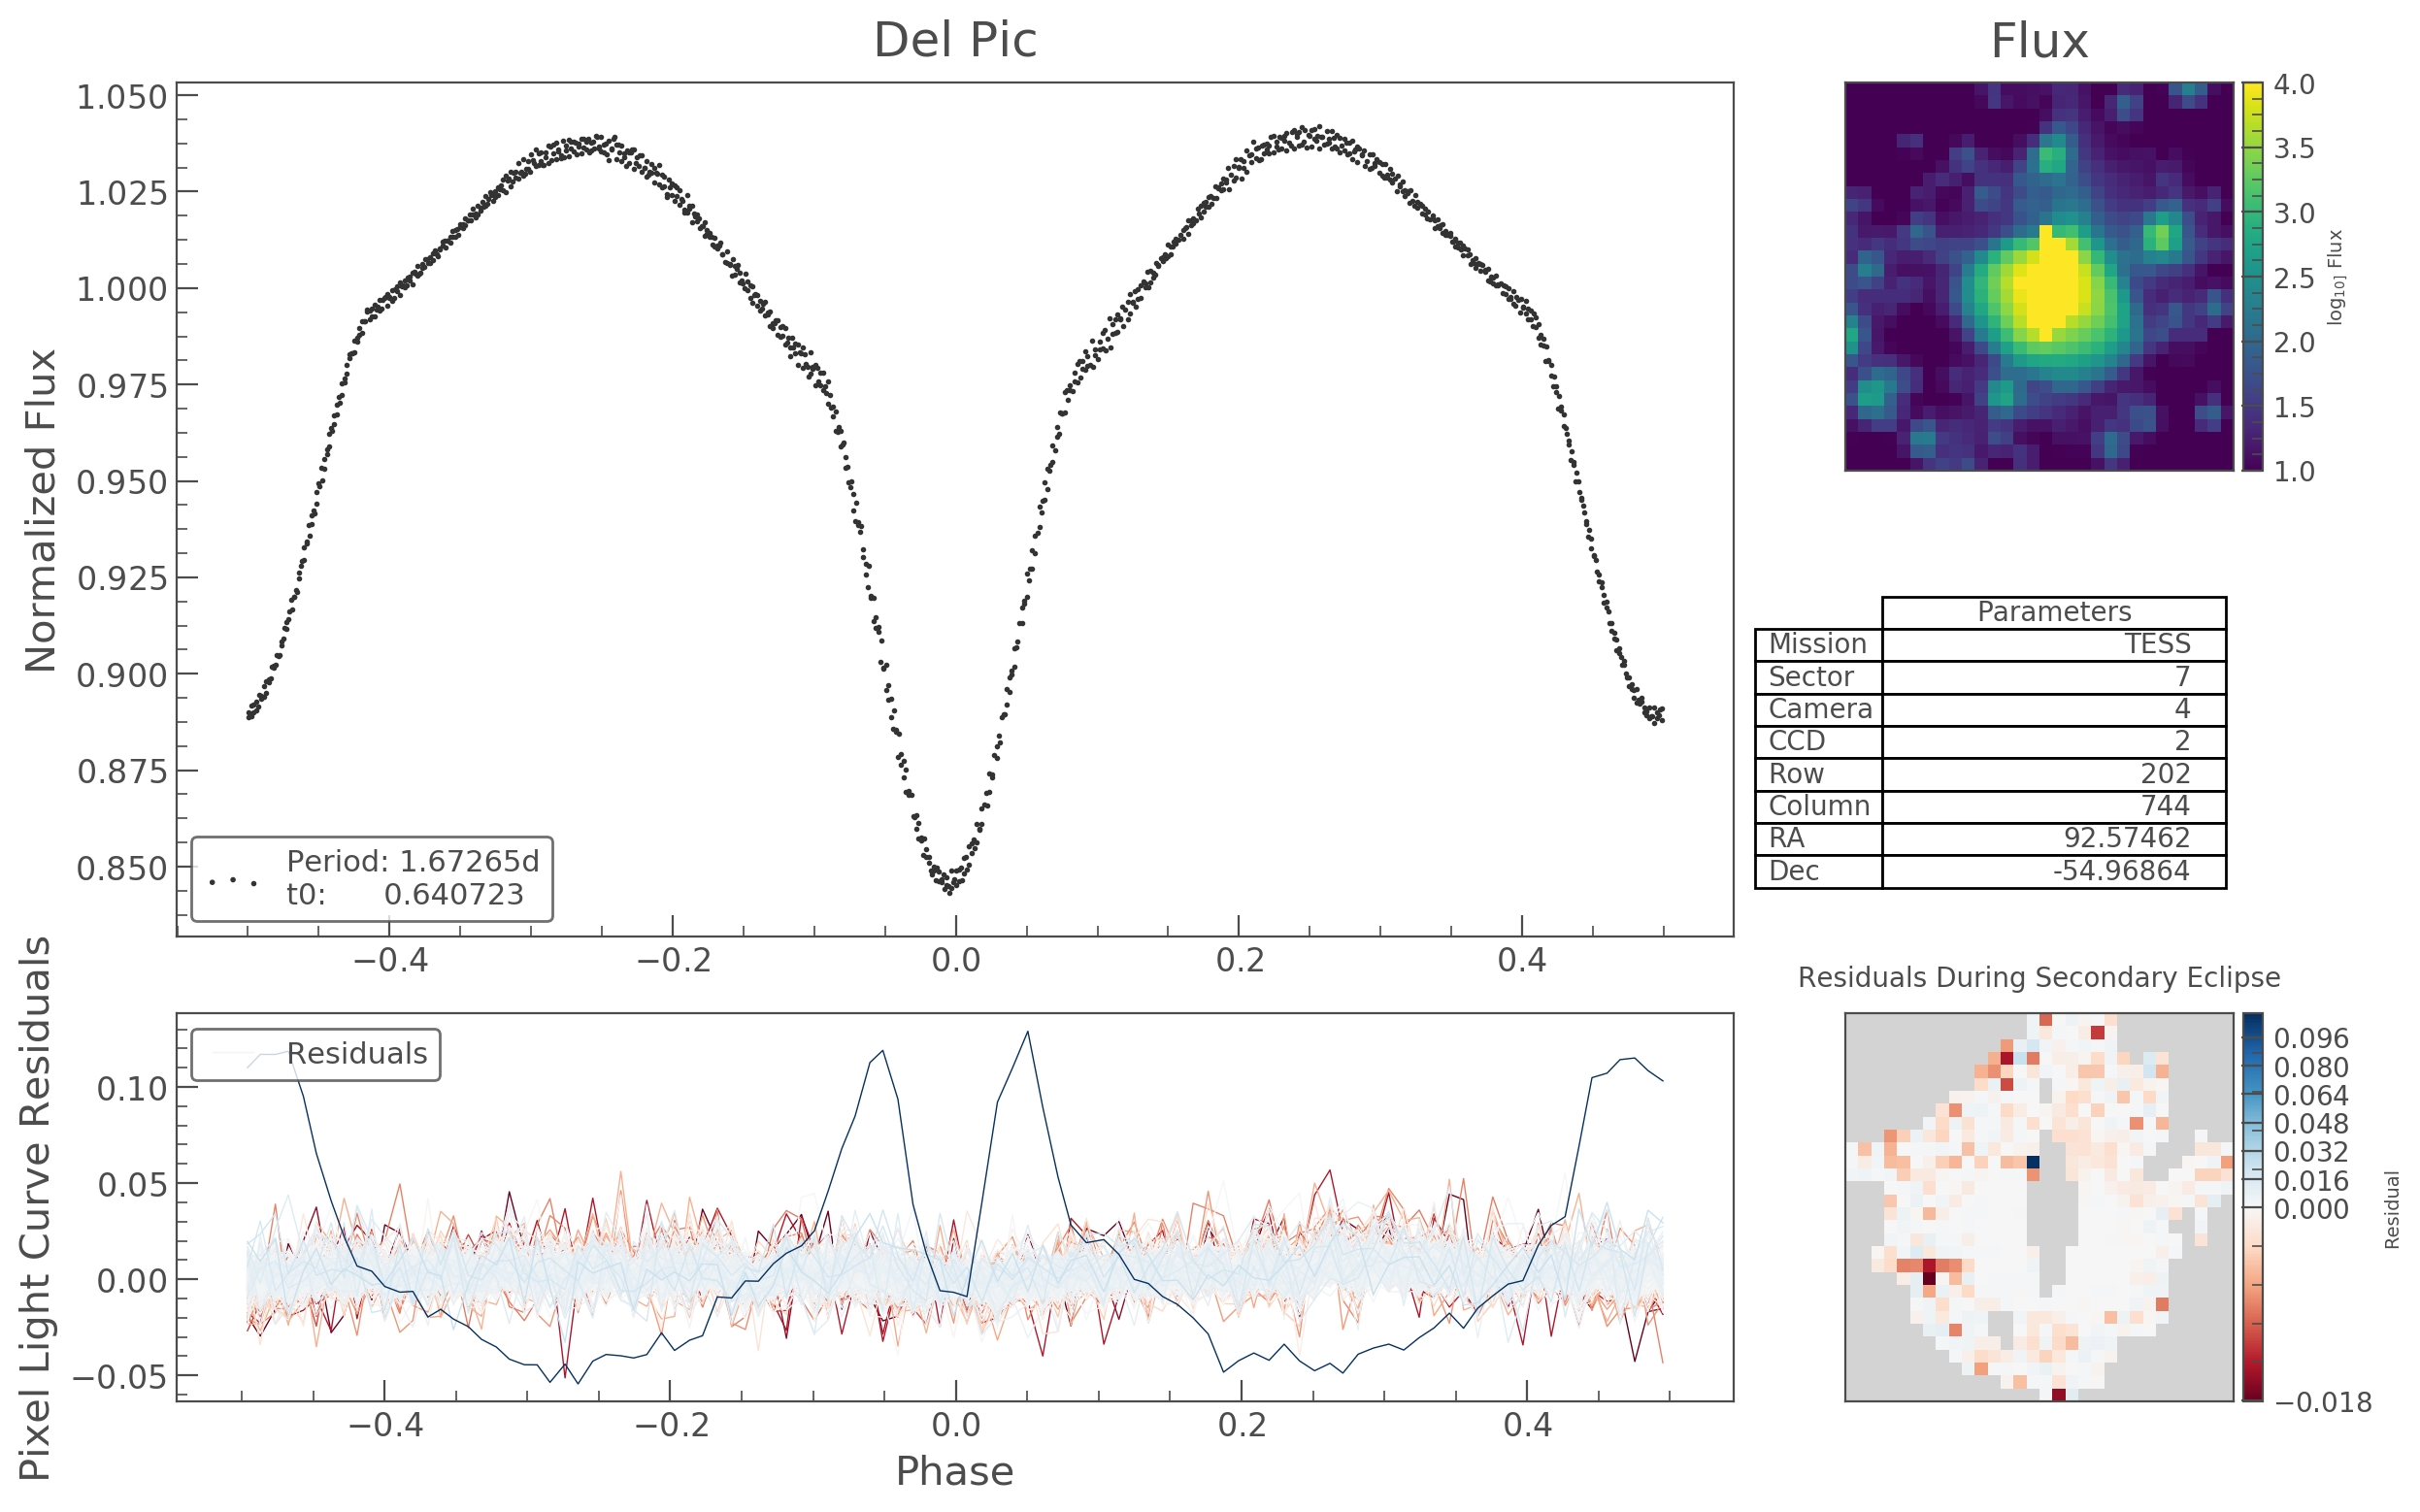 Del Pic
Normalized Flux
1.050
1.025
1.000
0.975
0.950
0.925
0.900
0.875
0.850
Period: 1.67265d
t0: 0.640723
−0.4
−0.2
0.0
0.2
0.4
Pixel Light Curve Residuals
0.10
0.05
0.00
−0.05
Residuals
−0.4
−0.2
0.0
0.2
0.4
Phase
Flux
4.0
3.5
3.0
2.5
2.0
1.5
1.0
log10] Flux
Parameters
Mission TESS
Sector 7
Camera 4
CCD 2
Row 202
Column 744
RA 92.57462
Dec -54.96864
Residuals During Secondary Eclipse
0.096
0.080
0.064
0.048
0.032
0.016
0.000
−0.018
Residual